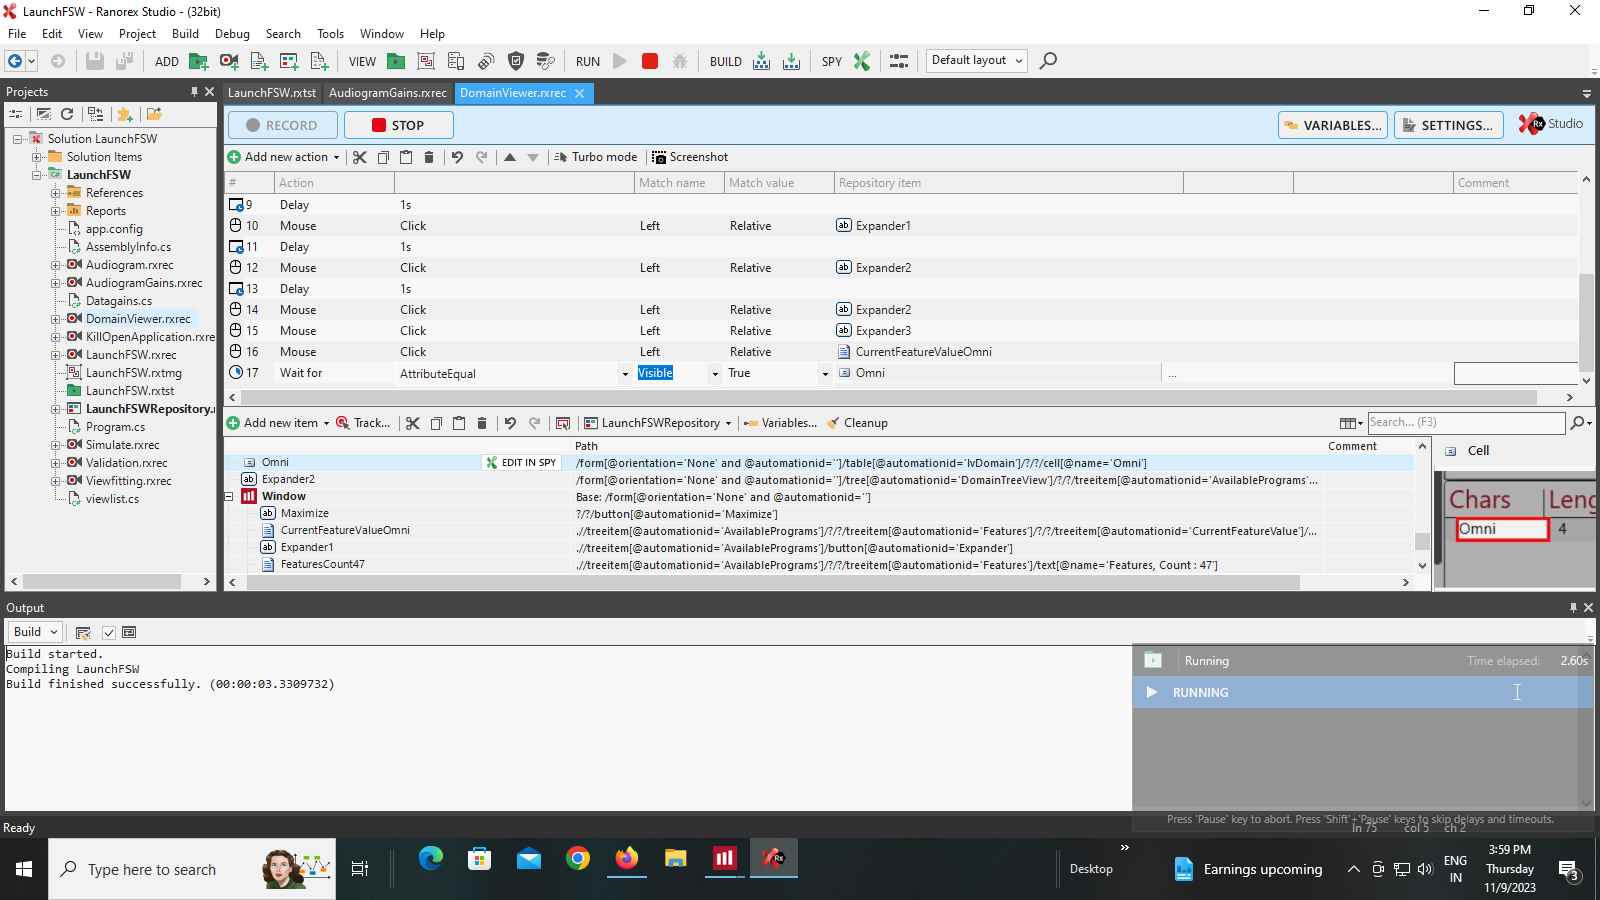 LaunchFSW - Ranorex Studio - (32bit)
File Edit View Project Build Debug Search Tools Window Help
ADD VIEW RUN BUILD SPY Default layout
Projects
LaunchFSW.rxtst AudiogramGains.rxrec DomainViewer.rxrec
RECORD STOP VARIABLES... SETTINGS... Rx Studio
Add new action Turbo mode Screenshot
# Action Match name Match value Repository item Comment
9 Delay 1s
10 Mouse Click Left Relative ab Expander1
11 Delay 1s
12 Mouse Click Left Relative ab Expander2
13 Delay 1s
14 Mouse Click Left Relative ab Expander2
15 Mouse Click Left Relative ab Expander3
16 Mouse Click Left Relative CurrentFeatureValueOmni
17 Wait for AttributeEqual Visible True Omni ...
Solution LaunchFSW
Solution Items
LaunchFSW
References
Reports
app.config
AssemblyInfo.cs
Audiogram.rxrec
AudiogramGains.rxrec
Datagains.cs
DomainViewer.rxrec
KillOpenApplication.rxre
LaunchFSW.rxrec
LaunchFSW.rxtmg
LaunchFSW.rxtst
LaunchFSWRepository.
Program.cs
Simulate.rxrec
Validation.rxrec
Viewfitting.rxrec
viewlist.cs
Add new item Track... LaunchFSWRepository Variables... Cleanup Search... (F3)
Path Comment
Omni EDIT IN SPY /form[@orientation='None' and @automationid='']/table[@automationid='lvDomain']/?/?/cell[@name='Omni']
ab Expander2 /form[@orientation='None' and @automationid='']/tree[@automationid='DomainTreeView']/?/?/treeitem[@automationid='AvailablePrograms'...
Window Base: /form[@orientation='None' and @automationid='']
ab Maximize ?/?/button[@automationid='Maximize']
CurrentFeatureValueOmni .//treeitem[@automationid='AvailablePrograms']/?/?/treeitem[@automationid='Features']/?/?/treeitem[@automationid='CurrentFeatureValue']/...
ab Expander1 .//treeitem[@automationid='AvailablePrograms']/button[@automationid='Expander']
FeaturesCount47 .//treeitem[@automationid='AvailablePrograms']/?/?/treeitem[@automationid='Features']/text[@name='Features, Count : 47']
Cell
Chars Leng
Omni 4
Output
Build
Build started.
Compiling LaunchFSW
Build finished successfully. (00:00:03.3309732)
Running Time elapsed: 2.60s
RUNNING
Press 'Pause' key to abort. Press 'Shift'+'Pause' keys to skip delays and timeouts.
Ready ln 75 col 5 ch 2
Type here to search Desktop Earnings upcoming ENG IN 3:59 PM Thursday 11/9/2023 3